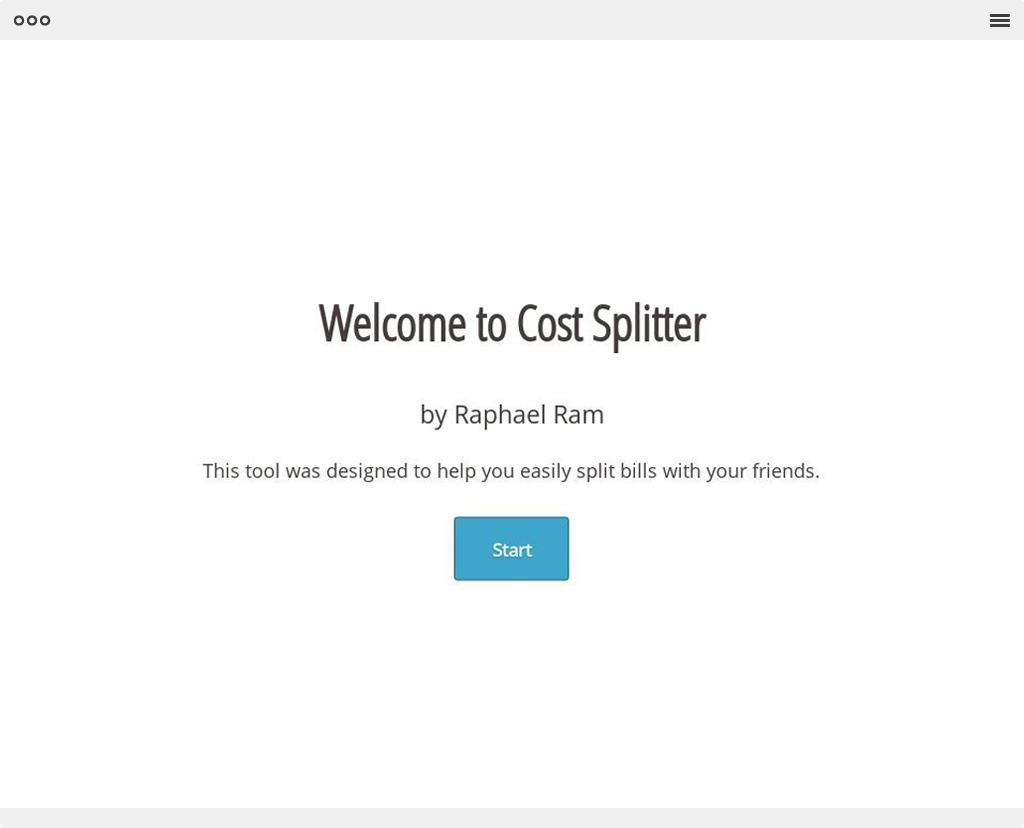 Welcome to Cost Splitter
by Raphael Ram
This tool was designed to help you easily split bills with your friends.
Start